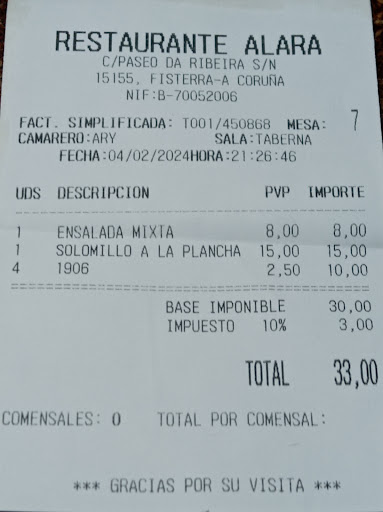 RESTAURANTE ALARA
C/PASEO DA RIBEIRA S/N
15155, FISTERRA-A CORUÑA
NIF:B-70052006
FACT. SIMPLIFICADA: T001/450868 MESA: 7
CAMARERO:ARY SALA:TABERNA
FECHA:04/02/2024HORA:21:26:46
UDS DESCRIPCION PVP IMPORTE
1 ENSALADA MIXTA 8,00 8,00
1 SOLOMILLO A LA PLANCHA 15,00 15,00
4 1906 2,50 10,00
BASE IMPONIBLE 30,00
IMPUESTO 10% 3,00
TOTAL 33,00
COMENSALES: 0 TOTAL POR COMENSAL:
*** GRACIAS POR SU VISITA ***